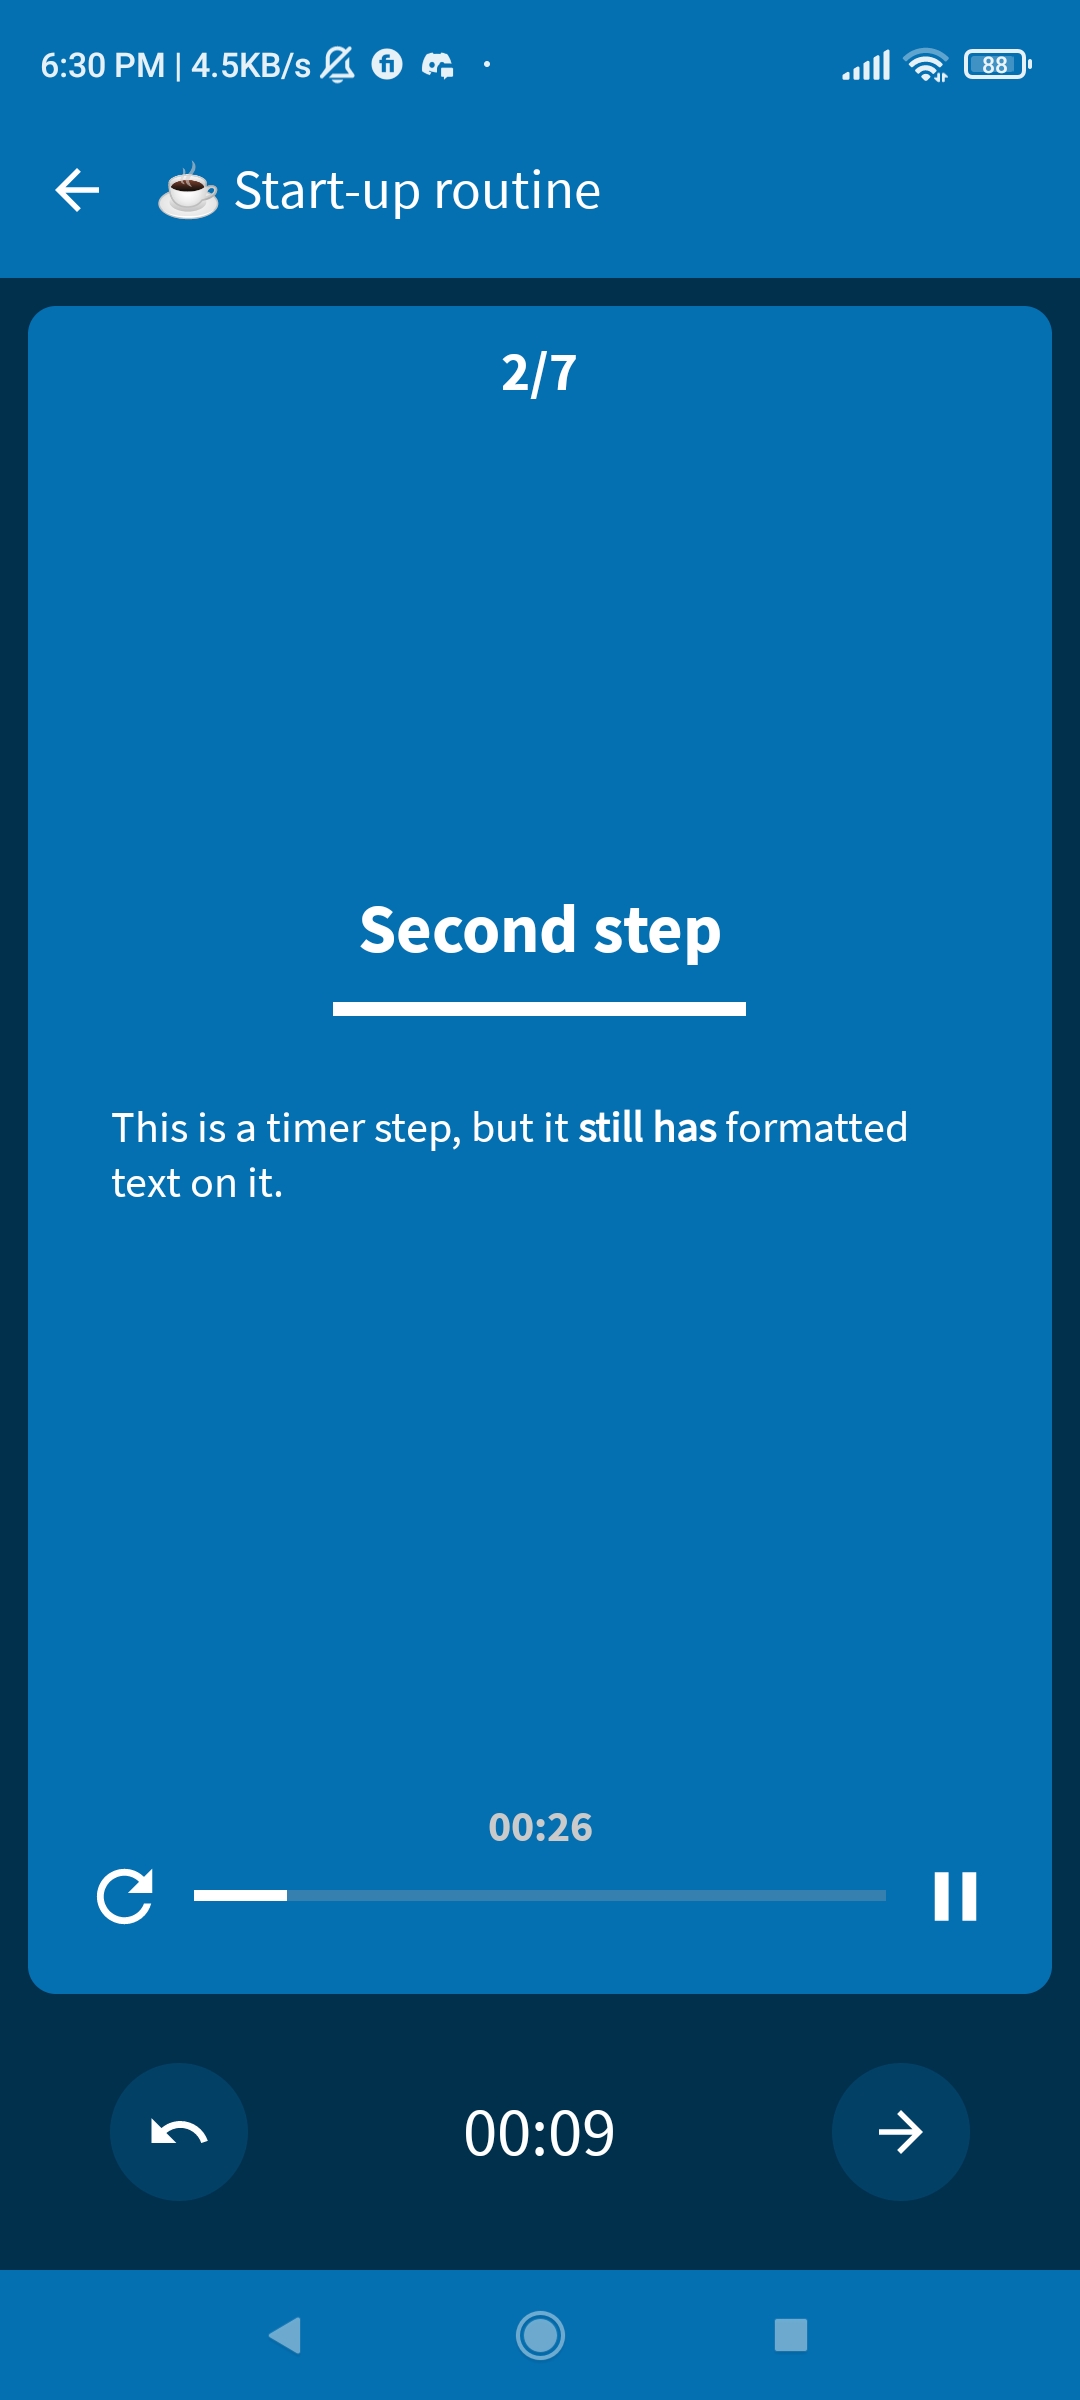 6:30 PM | 4.5KB/s fi 88
Start-up routine
2/7
Second step
This is a timer step, but it still has formatted
text on it.
00:26
00:09